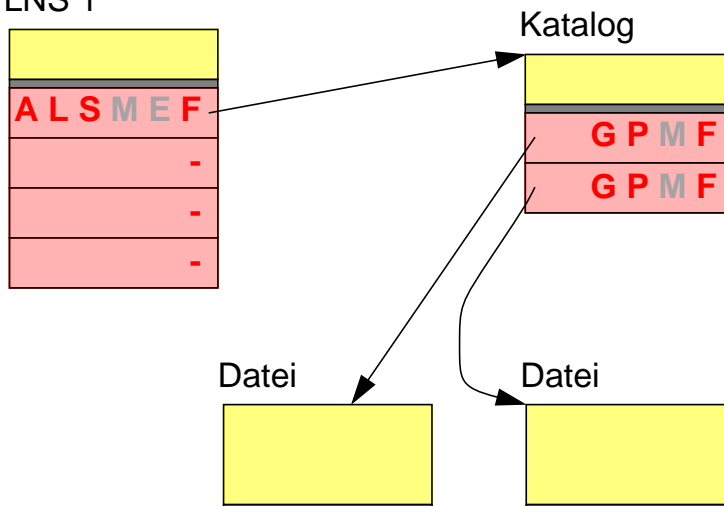 LNS 1
Katalog
A L S M E F
-
-
-
G P M F
G P M F
Datei
Datei